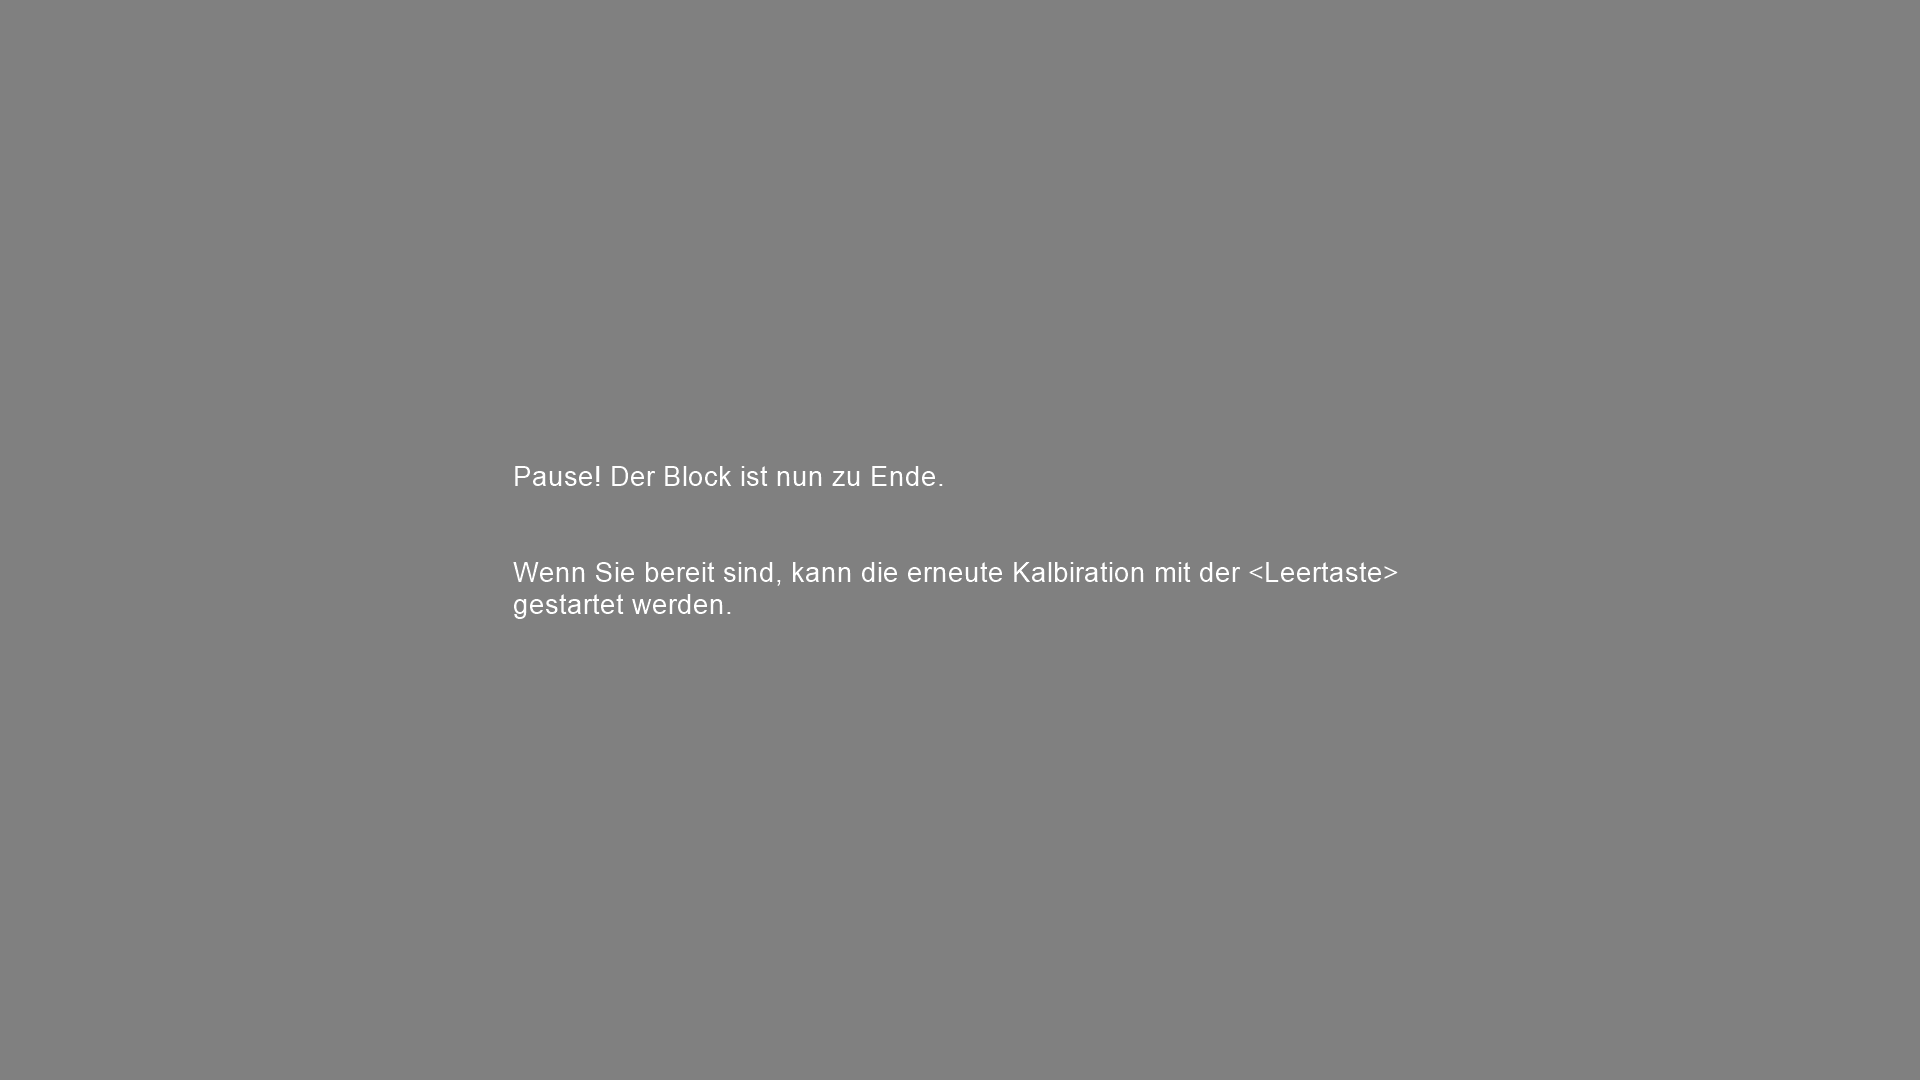 Pause! Der Block ist nun zu Ende.
Wenn Sie bereit sind, kann die erneute Kalbiration mit der <Leertaste>
gestartet werden.